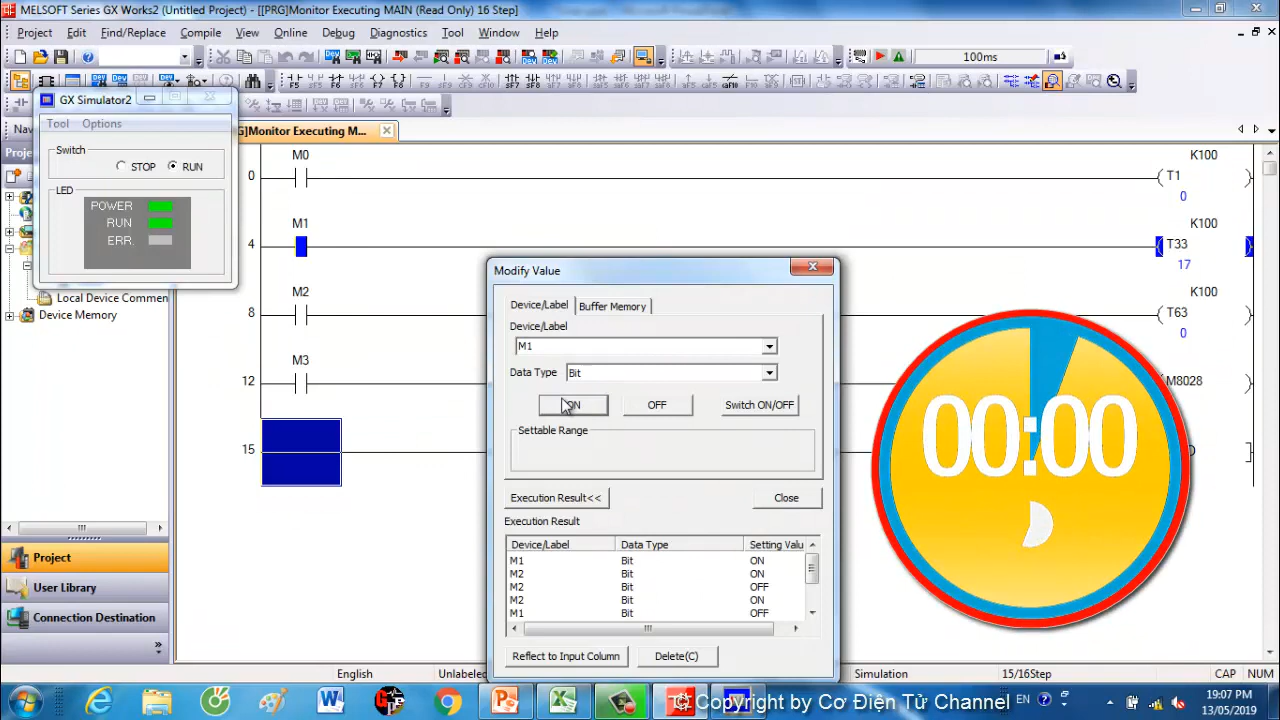 MELSOFT Series GX Works2 (Untitled Project) - [[PRG]Monitor Executing MAIN (Read Only) 16 Step]
Project Edit Find/Replace Compile View Online Debug Diagnostics Tool Window Help
100ms
GX Simulator2
Tool Options
Switch
STOP RUN
LED
POWER
RUN
ERR.
Nav
Proje
Local Device Commen
Device Memory
Project
User Library
Connection Destination
G]Monitor Executing M...
M0 K100
0 T1
0
M1 K100
4 T33
17
M2 K100
8 T63
0
M3
12 M8028
15
Modify Value
Device/Label Buffer Memory
Device/Label
M1
Data Type Bit
ON OFF Switch ON/OFF
Settable Range
Execution Result<< Close
Execution Result
Device/Label Data Type Setting Valu
M1 Bit ON
M2 Bit ON
M2 Bit OFF
M2 Bit ON
M1 Bit OFF
Reflect to Input Column Delete(C)
00:00
English Unlabeled Simulation 15/16Step CAP NUM
Copyright by Cơ Điện Tử Channel
EN
19:07 PM
13/05/2019